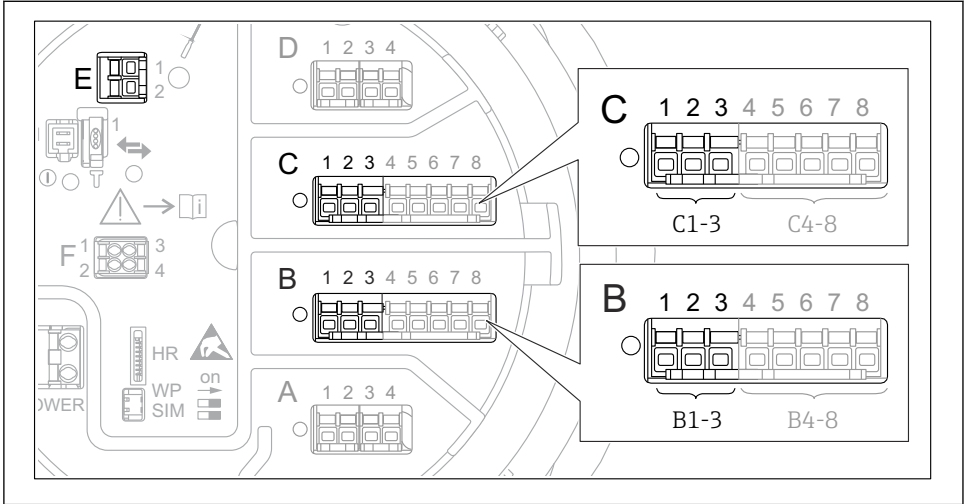 D 1 2 3 4
E 1
2
1
C 1 2 3 4 5 6 7 8
C 1 2 3 4 5 6 7 8
C1-3 C4-8
i
F 1 3
2 4
B 1 2 3 4 5 6 7 8
B 1 2 3 4 5 6 7 8
B1-3 B4-8
HR
on
WP
SIM
OWER
A 1 2 3 4